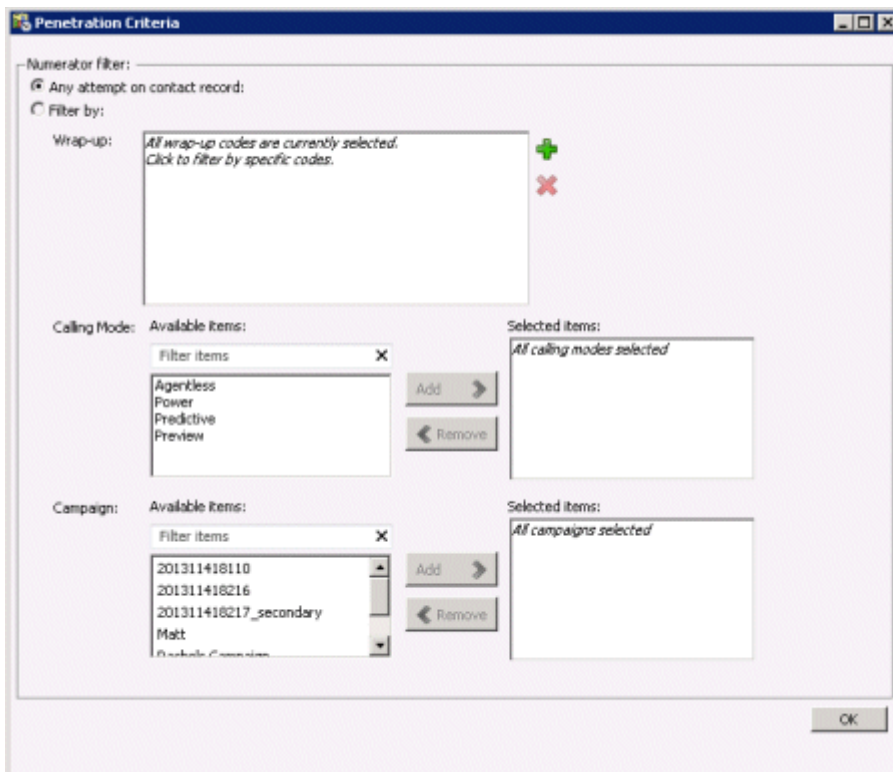 Penetration Criteria
Numerator filter:
Any attempt on contact record:
Filter by:
Wrap-up:
All wrap-up codes are currently selected.
Click to filter by specific codes.
Calling Mode:
Available items:
Filter items
Agentless
Power
Predictive
Preview
Add
Remove
Selected items:
All calling modes selected
Campaign:
Available items:
Filter items
201311418110
201311418216
201311418217_secondary
Matt
Add
Remove
Selected items:
All campaigns selected
OK